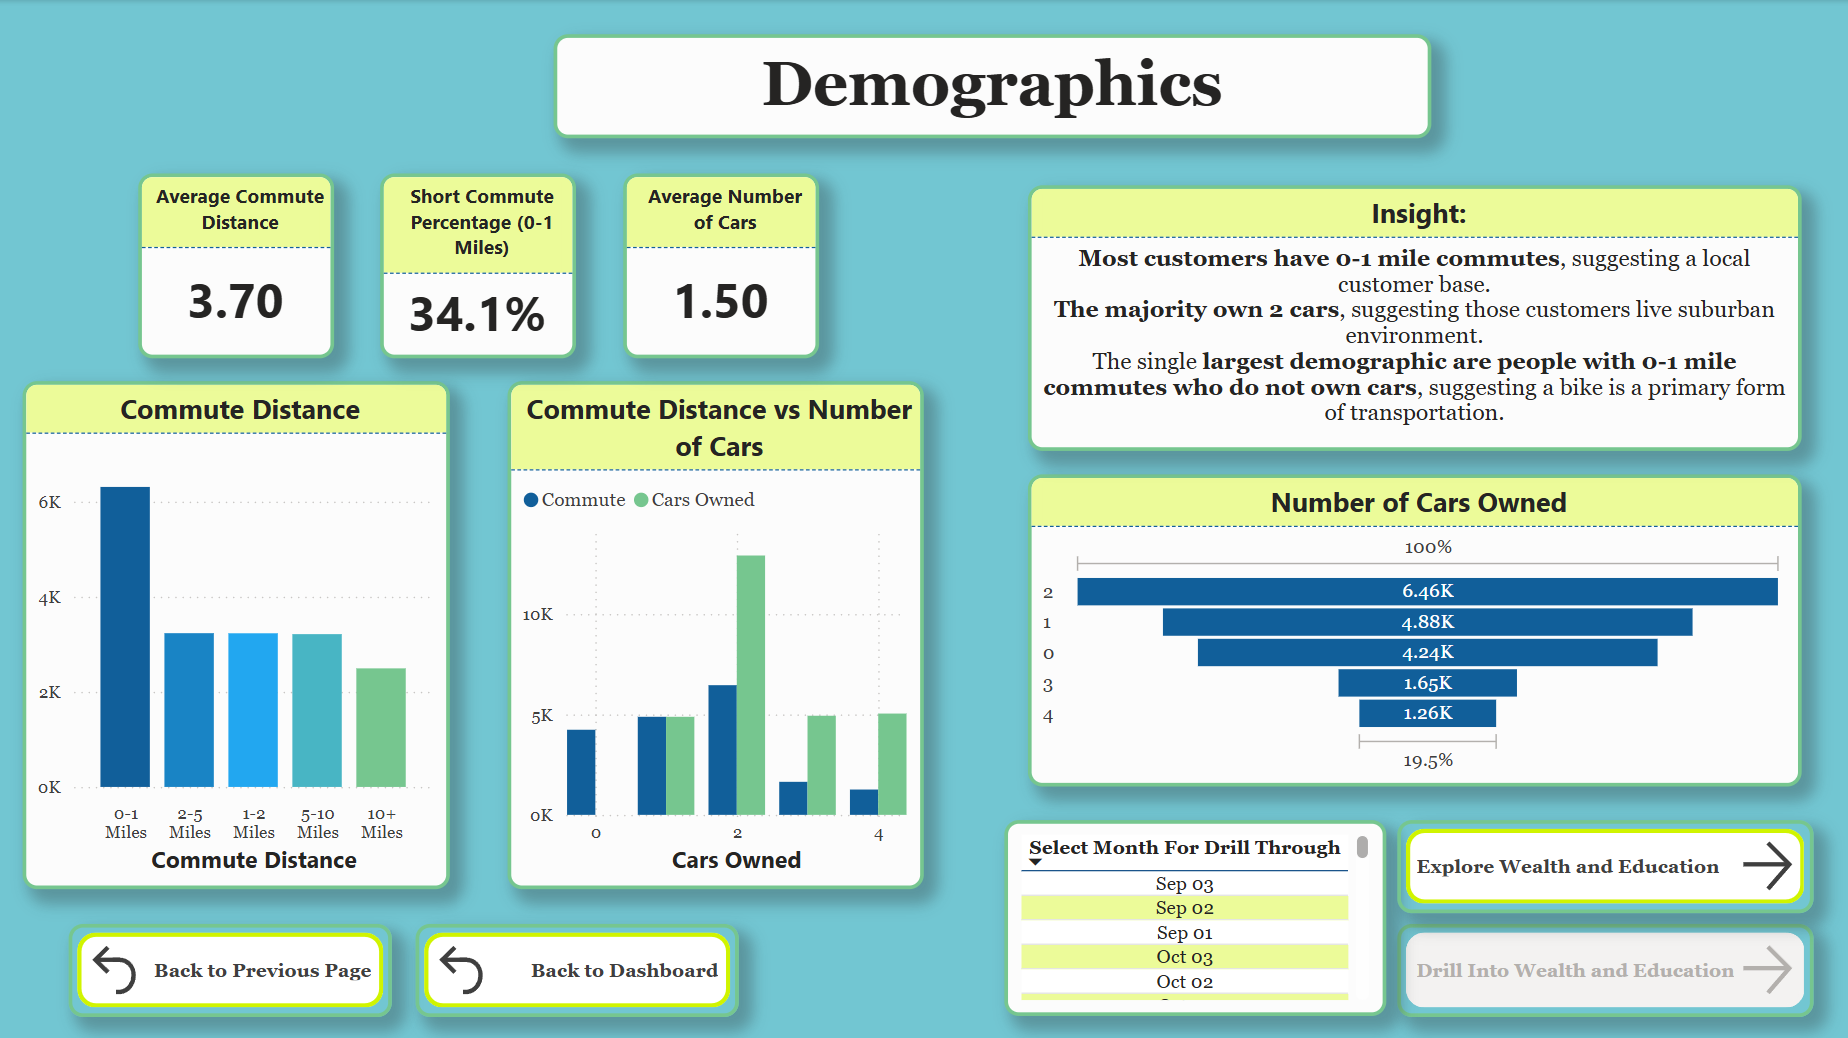 Demographics
Average Commute
Distance
3.70
Short Commute
Percentage (0-1
Miles)
34.1%
Average Number
of Cars
1.50
Insight:
Most customers have 0-1 mile commutes, suggesting a local
customer base.
The majority own 2 cars, suggesting those customers live suburban
environment.
The single largest demographic are people with 0-1 mile
commutes who do not own cars, suggesting a bike is a primary form
of transportation.
Commute Distance
6K
4K
2K
0K
0-1
Miles
2-5
Miles
1-2
Miles
5-10
Miles
10+
Miles
Commute Distance
Commute Distance vs Number
of Cars
Commute
Cars Owned
10K
5K
0K
0
2
4
Cars Owned
Number of Cars Owned
100%
2
6.46K
1
4.88K
0
4.24K
3
1.65K
4
1.26K
19.5%
Select Month For Drill Through
Sep 03
Sep 02
Sep 01
Oct 03
Oct 02
Explore Wealth and Education
Drill Into Wealth and Education
Back to Previous Page
Back to Dashboard